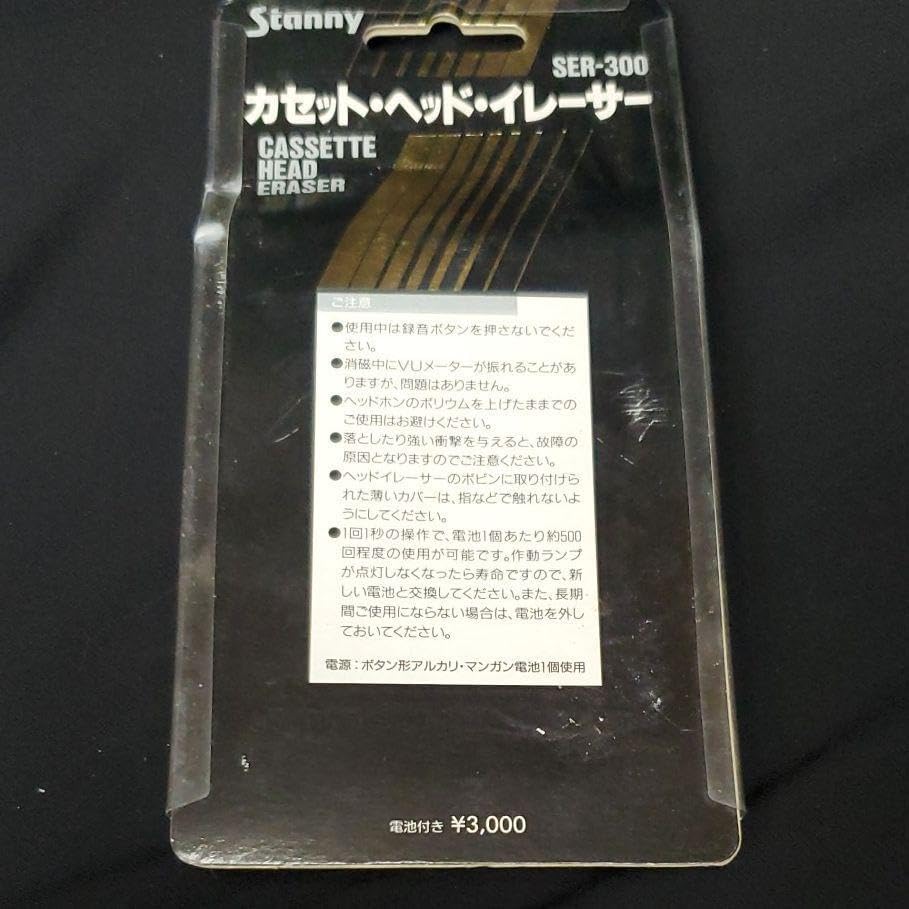 Stanny
SER-300
カセット・ヘッド・イレーサー
CASSETTE
HEAD
ERASER
ご注意
●使用中は録音ボタンを押さないでくだ
さい。
●消磁中にVUメーターが振れることがあ
りますが、問題はありません。
●ヘッドホンのボリウムを上げたままでの
ご使用はお避けください。
●落としたり強い衝撃を与えると、故障の
原因となりますのでご注意ください。
●ヘッドイレーサーのボビンに取り付けら
れた薄いカバーは、指などで触れないよ
うにしてください。
●1回1秒の操作で、電池1個あたり約500
回程度の使用が可能です。作動ランプ
が点灯しなくなったら寿命ですので、新
しい電池と交換してください。また、長期
間ご使用にならない場合は、電池を外し
ておいてください。
電源：ボタン形アルカリ・マンガン電池1個使用
電池付き ¥3,000